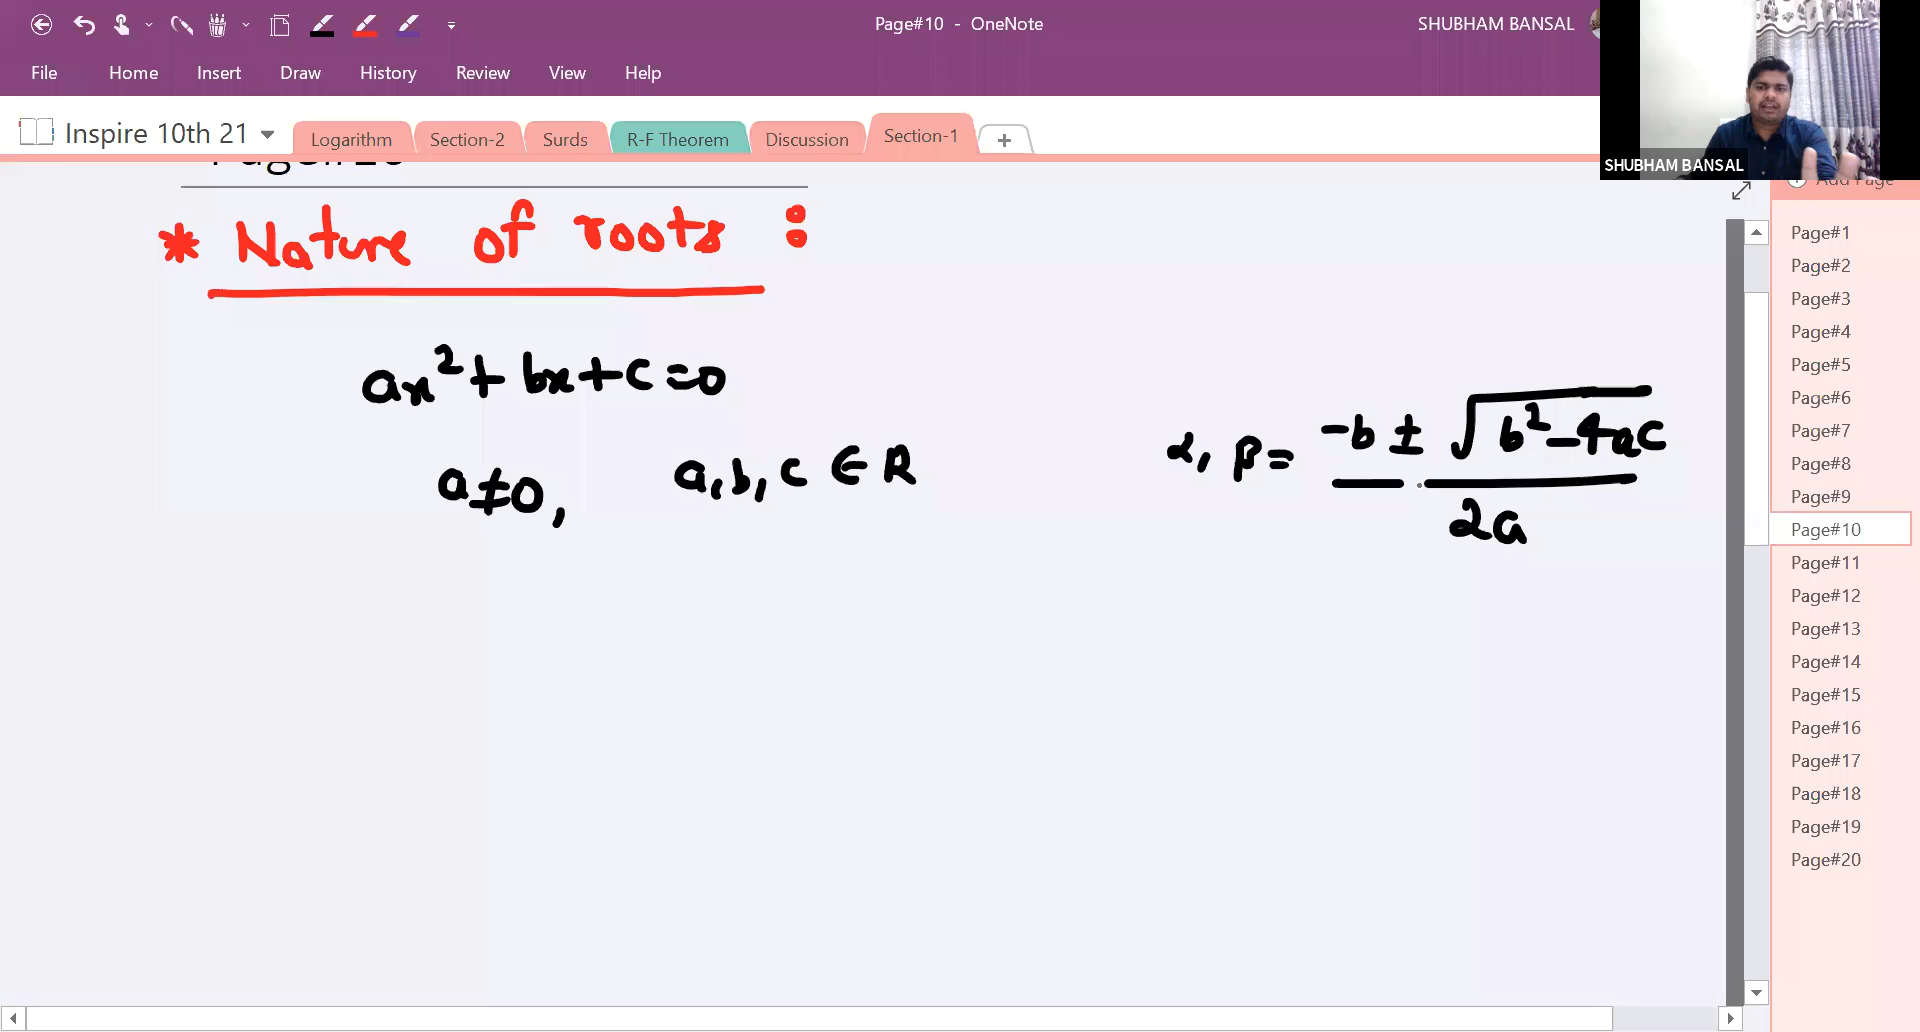 Page#10 - OneNote
SHUBHAM BANSAL
File Home Insert Draw History Review View Help
SHUBHAM BANSAL
Inspire 10th 21
Logarithm Section-2 Surds R-F Theorem Discussion Section-1 +
Add Page
* Nature of roots :
ax² + bx + c = 0
a ≠ 0, a, b, c ∈ R
α, β = (-b ± √(b² - 4ac)) / 2a
Page#1
Page#2
Page#3
Page#4
Page#5
Page#6
Page#7
Page#8
Page#9
Page#10
Page#11
Page#12
Page#13
Page#14
Page#15
Page#16
Page#17
Page#18
Page#19
Page#20